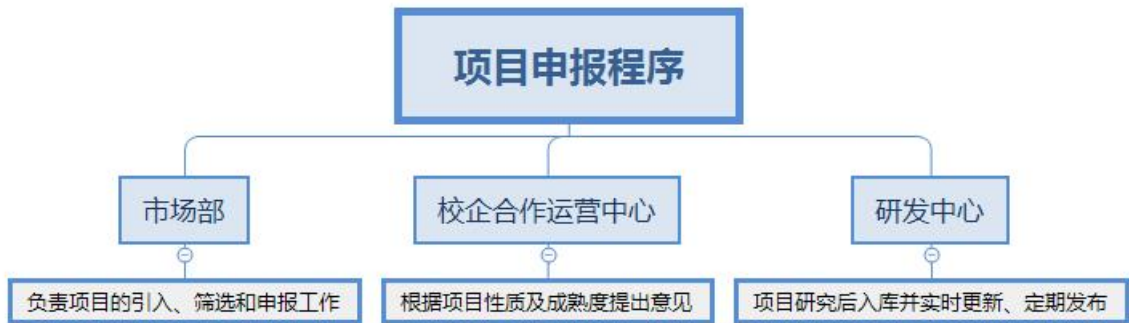 项目申报程序
市场部
校企合作运营中心
研发中心
负责项目的引入、筛选和申报工作
根据项目性质及成熟度提出意见
项目研究后入库并实时更新、定期发布